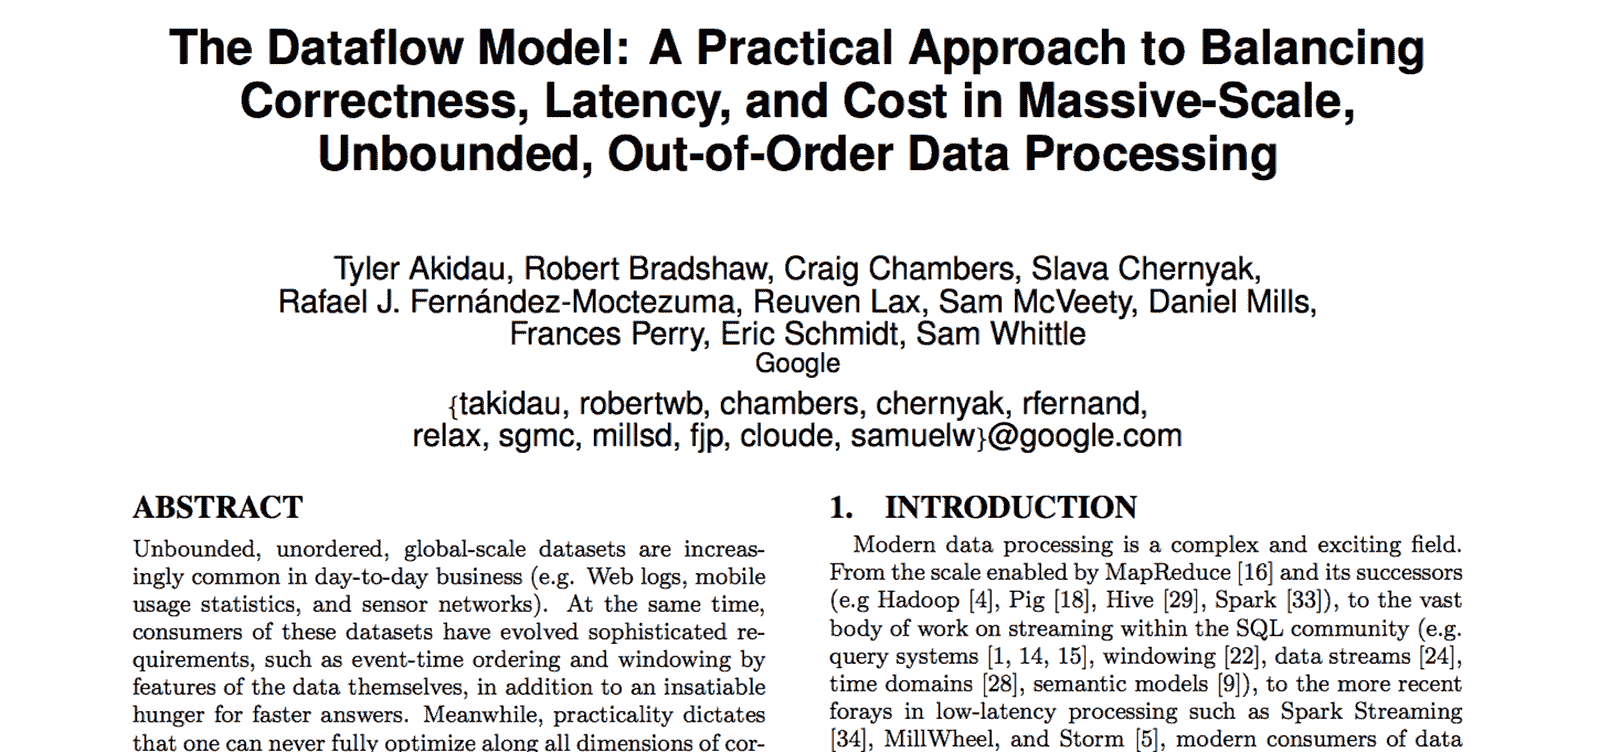 The Dataflow Model: A Practical Approach to Balancing
Correctness, Latency, and Cost in Massive-Scale,
Unbounded, Out-of-Order Data Processing
Tyler Akidau, Robert Bradshaw, Craig Chambers, Slava Chernyak,
Rafael J. Fernández-Moctezuma, Reuven Lax, Sam McVeety, Daniel Mills,
Frances Perry, Eric Schmidt, Sam Whittle
Google
{takidau, robertwb, chambers, chernyak, rfernand,
relax, sgmc, millsd, fjp, cloude, samuelw}@google.com
ABSTRACT
Unbounded, unordered, global-scale datasets are increas-
ingly common in day-to-day business (e.g. Web logs, mobile
usage statistics, and sensor networks). At the same time,
consumers of these datasets have evolved sophisticated re-
quirements, such as event-time ordering and windowing by
features of the data themselves, in addition to an insatiable
hunger for faster answers. Meanwhile, practicality dictates
that one can never fully optimize along all dimensions of cor-
1. INTRODUCTION
Modern data processing is a complex and exciting field.
From the scale enabled by MapReduce [16] and its successors
(e.g Hadoop [4], Pig [18], Hive [29], Spark [33]), to the vast
body of work on streaming within the SQL community (e.g.
query systems [1, 14, 15], windowing [22], data streams [24],
time domains [28], semantic models [9]), to the more recent
forays in low-latency processing such as Spark Streaming
[34], MillWheel, and Storm [5], modern consumers of data